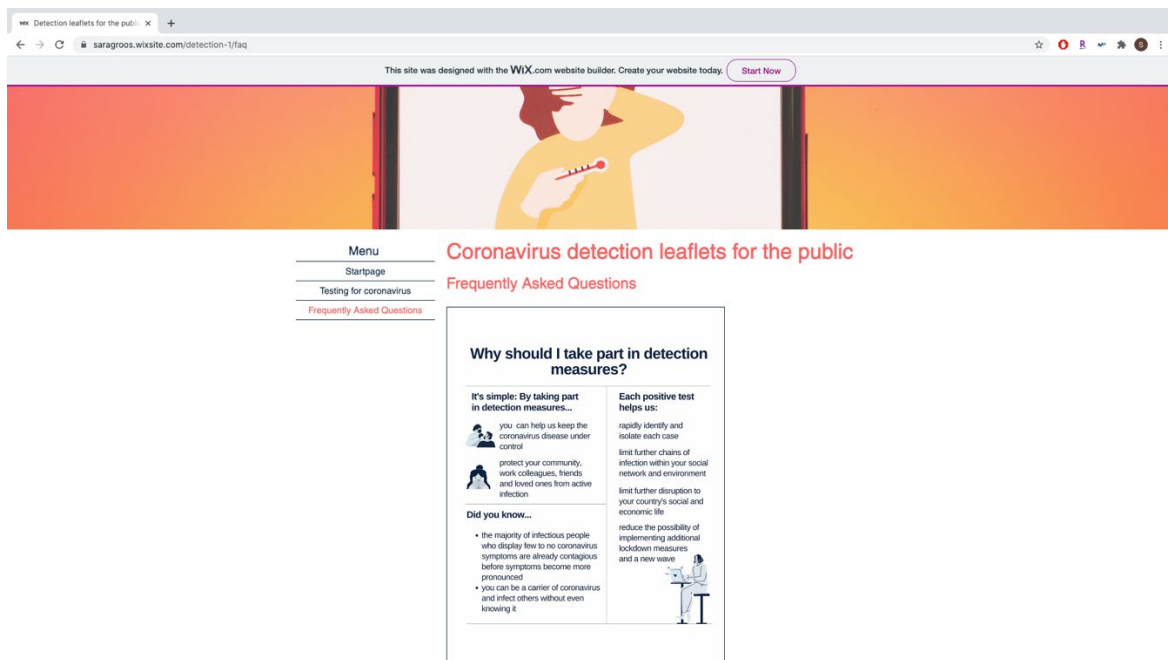 WiX Detection leaflets for the publi
saragroos.wixsite.com/detection-1/faq
This site was designed with the WiX.com website builder. Create your website today.
Start Now
Menu
Startpage
Testing for coronavirus
Frequently Asked Questions
Coronavirus detection leaflets for the public
Frequently Asked Questions
Why should I take part in detection
measures?
It's simple: By taking part
in detection measures...
you can help us keep the
coronavirus disease under
control
protect your community,
work colleagues, friends
and loved ones from active
infection
Did you know...
• the majority of infectious people
who display few to no coronavirus
symptoms are already contagious
before symptoms become more
pronounced
• you can be a carrier of coronavirus
and infect others without even
knowing it
Each positive test
helps us:
rapidly identify and
isolate each case
limit further chains of
infection within your social
network and environment
limit further disruption to
your country's social and
economic life
reduce the possibility of
implementing additional
lockdown measures
and a new wave